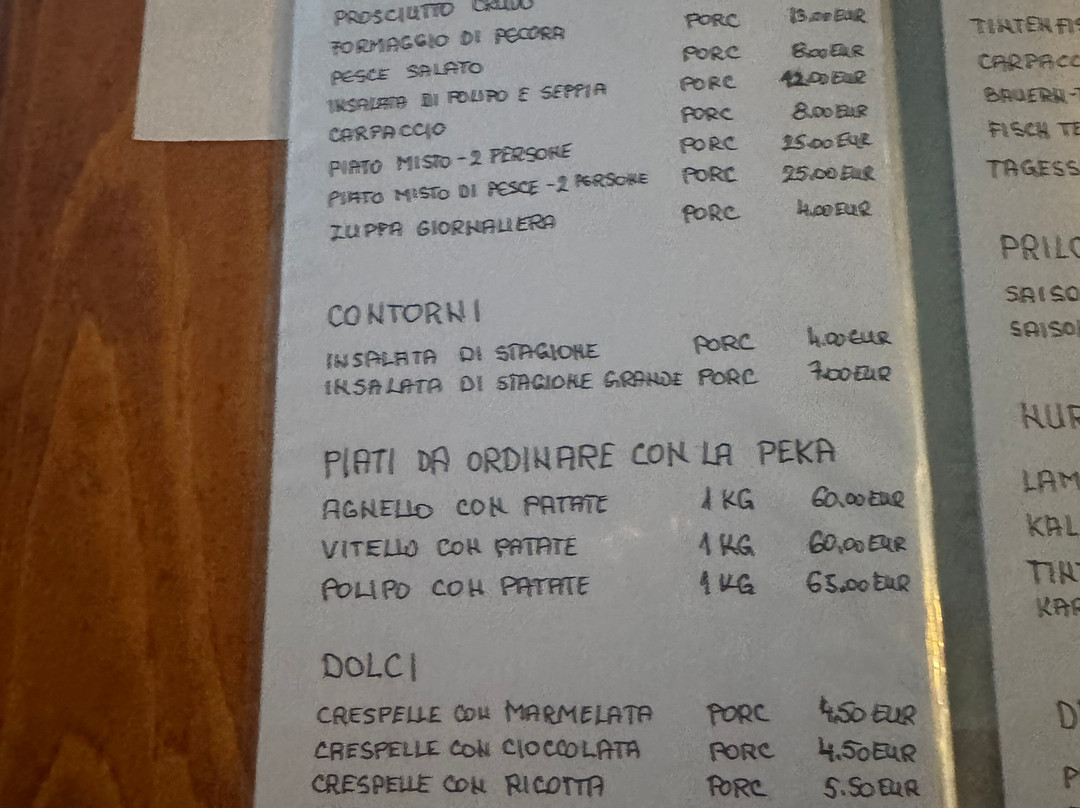 PROSCIUTTO CRUDO
FORMAGGIO DI PECORA PORC 13.00 EUR
PESCE SALATO PORC 8.00 EUR
INSALATA DI POLIPO E SEPPIA PORC 12.00 EUR
CARPACCIO PORC 8.00 EUR
PIATO MISTO - 2 PERSONE PORC 25.00 EUR
PIATO MISTO DI PESCE - 2 PERSONE PORC 25.00 EUR
ZUPPA GIORNALIERA PORC 4.00 EUR
CONTORNI
INSALATA DI STAGIONE PORC 4.00 EUR
INSALATA DI STAGIONE GRANDE PORC 7.00 EUR
PIATI DA ORDINARE CON LA PEKA
AGNELLO CON PATATE 1 KG 60.00 EUR
VITELLO CON PATATE 1 KG 60.00 EUR
POLIPO CON PATATE 1 KG 65.00 EUR
DOLCI
CRESPELLE CON MARMELATA PORC 4.50 EUR
CRESPELLE CON CIOCCOLATA PORC 4.50 EUR
CRESPELLE CON RICOTTA PORC 5.50 EUR
TINTENFIS
CARPACC
BAUERN-T
FISCH TE
TAGESS
PRILO
SAISO
SAISO
NUR
LAM
KAL
TINT
KAR